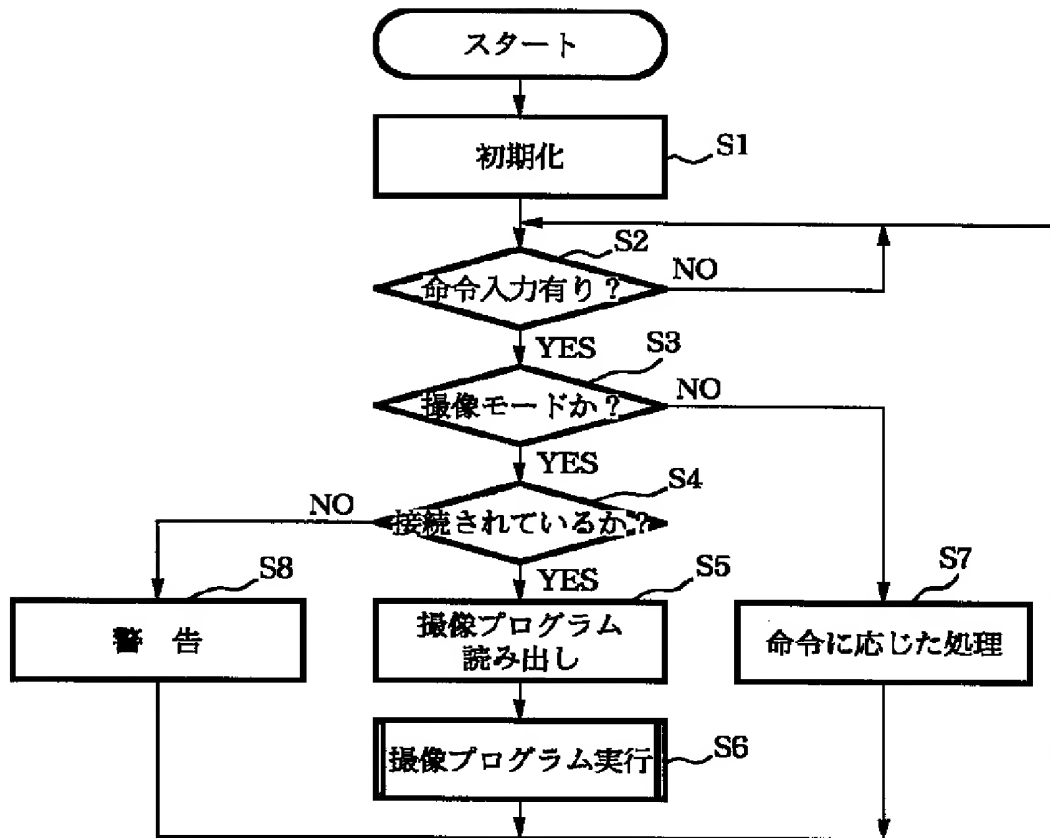 スタート
初期化
S1
S2
命令入力有り?
NO
YES
S3
撮像モードか?
NO
YES
S4
接続されているか?
NO
YES
S8
警 告
S5
撮像プログラム
読み出し
S7
命令に応じた処理
撮像プログラム実行
S6